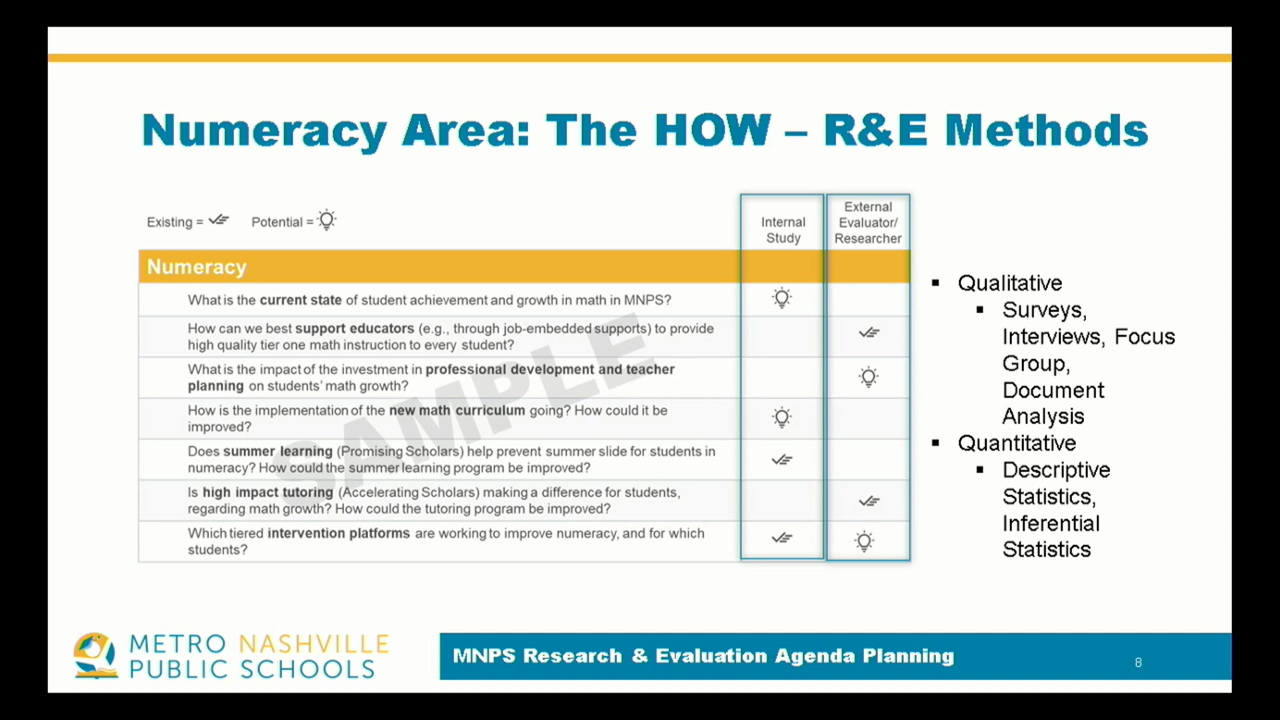 Numeracy Area: The HOW – R&E Methods
Existing =
Potential =
Internal
Study
External
Evaluator/
Researcher
Numeracy
What is the current state of student achievement and growth in math in MNPS?
How can we best support educators (e.g., through job-embedded supports) to provide
high quality tier one math instruction to every student?
What is the impact of the investment in professional development and teacher
planning on students' math growth?
How is the implementation of the new math curriculum going? How could it be
improved?
Does summer learning (Promising Scholars) help prevent summer slide for students in
numeracy? How could the summer learning program be improved?
Is high impact tutoring (Accelerating Scholars) making a difference for students,
regarding math growth? How could the tutoring program be improved?
Which tiered intervention platforms are working to improve numeracy, and for which
students?
SAMPLE
▪ Qualitative
▪ Surveys,
Interviews, Focus
Group,
Document
Analysis
▪ Quantitative
▪ Descriptive
Statistics,
Inferential
Statistics
METRO NASHVILLE
PUBLIC SCHOOLS
MNPS Research & Evaluation Agenda Planning
8